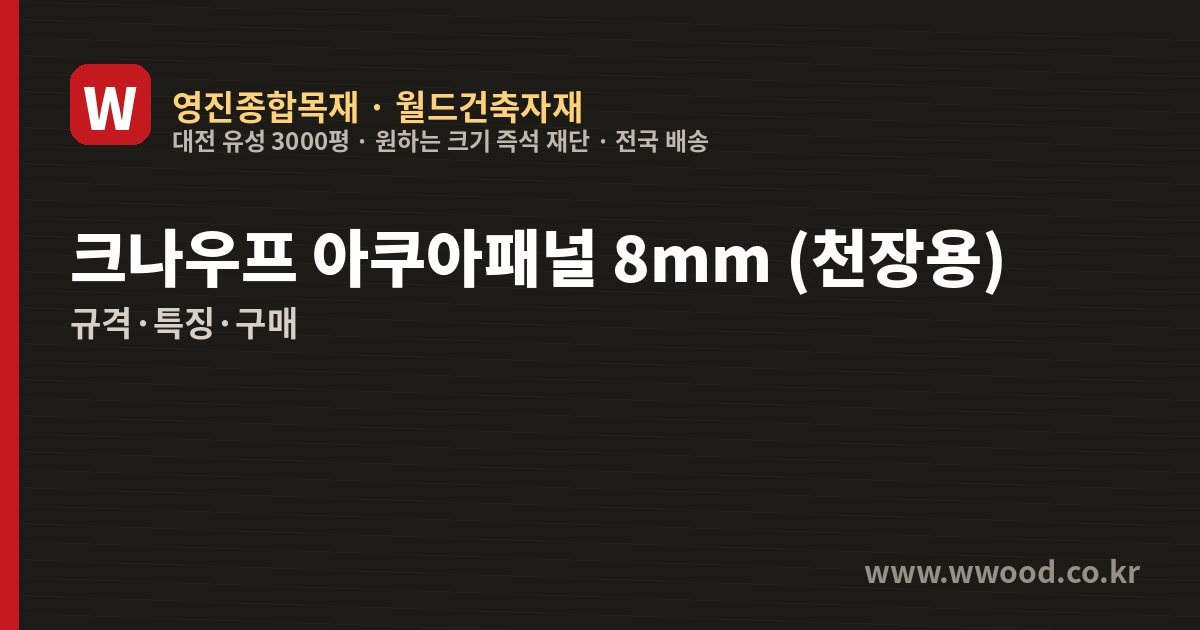 W
영진종합목재 · 월드건축자재
대전 유성 3000평 · 원하는 크기 즉석 재단 · 전국 배송
크나우프 아쿠아패널 8mm (천장용)
규격·특징·구매
www.wwood.co.kr